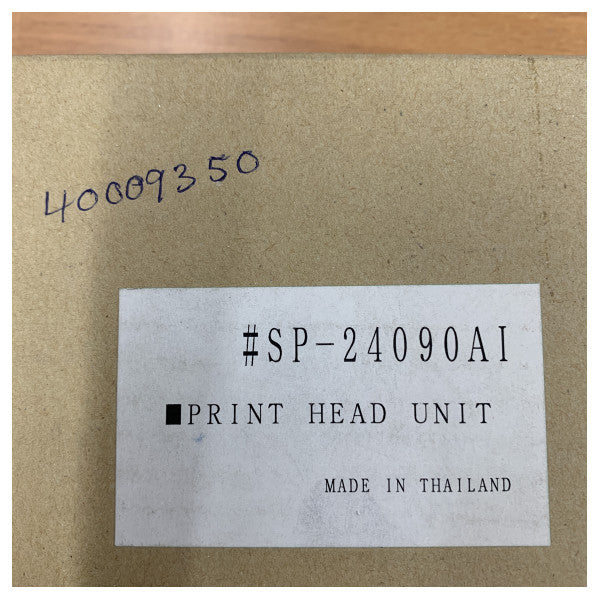 40009350
#SP-24090AI
■PRINT HEAD UNIT
MADE IN THAILAND